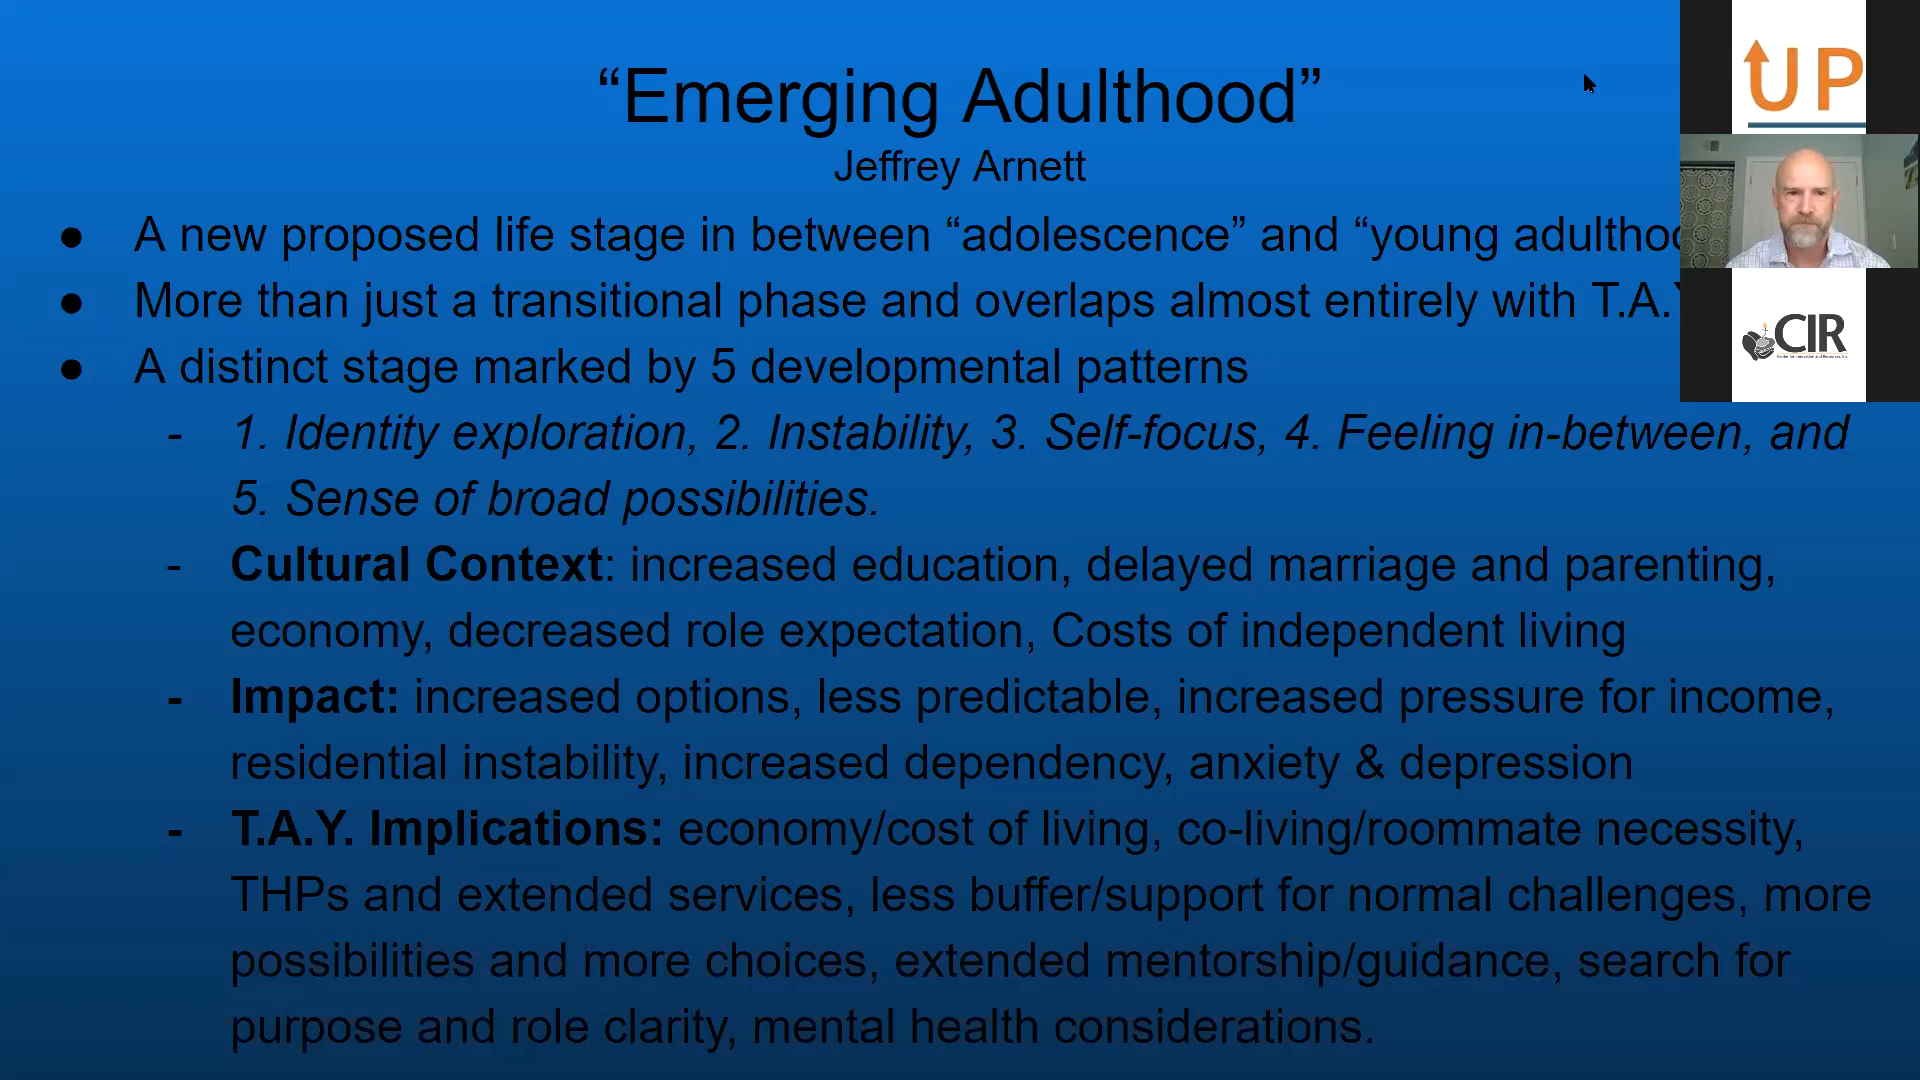 “Emerging Adulthood”
Jeffrey Arnett
● A new proposed life stage in between “adolescence” and “young
● More than just a transitional phase and overlaps almost entirely with
● A distinct stage marked by 5 developmental patterns
- 1. Identity exploration, 2. Instability, 3. Self-focus, 4. Feeling in-between, and
5. Sense of broad possibilities.
- Cultural Context: increased education, delayed marriage and parenting,
economy, decreased role expectation, Costs of independent living
- Impact: increased options, less predictable, increased pressure for income,
residential instability, increased dependency, anxiety & depression
- T.A.Y. Implications: economy/cost of living, co-living/roommate necessity,
THPs and extended services, less buffer/support for normal challenges, more
possibilities and more choices, extended mentorship/guidance, search for
purpose and role clarity, mental health considerations.
UP
CIR
Center for Innovation and Resources, Inc.